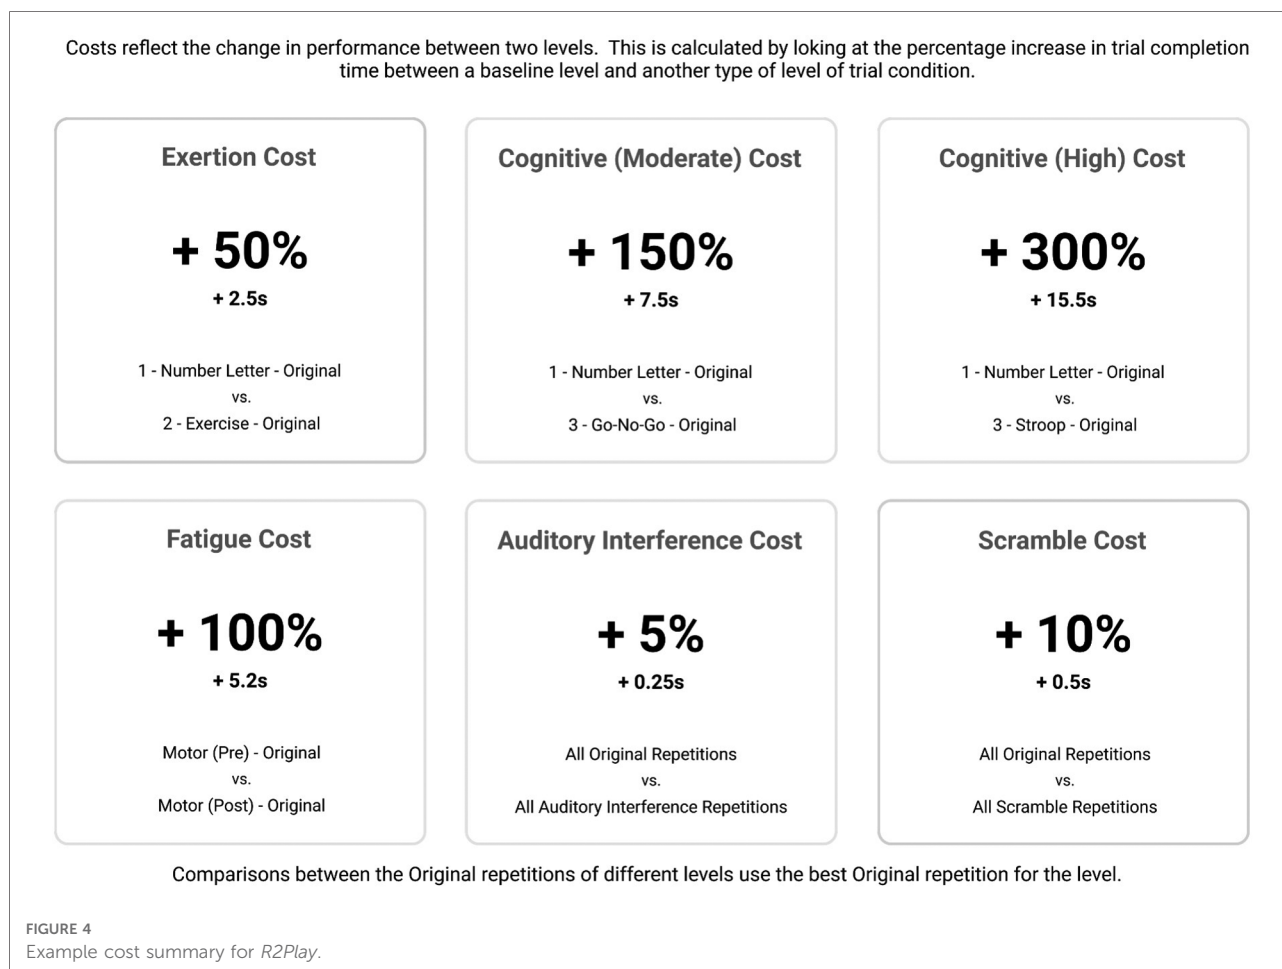 Costs reflect the change in performance between two levels. This is calculated by loking at the percentage increase in trial completion
time between a baseline level and another type of level of trial condition.
Exertion Cost
+ 50%
+ 2.5s
1 - Number Letter - Original
vs.
2 - Exercise - Original
Cognitive (Moderate) Cost
+ 150%
+ 7.5s
1 - Number Letter - Original
vs.
3 - Go-No-Go - Original
Cognitive (High) Cost
+ 300%
+ 15.5s
1 - Number Letter - Original
vs.
3 - Stroop - Original
Fatigue Cost
+ 100%
+ 5.2s
Motor (Pre) - Original
vs.
Motor (Post) - Original
Auditory Interference Cost
+ 5%
+ 0.25s
All Original Repetitions
vs.
All Auditory Interference Repetitions
Scramble Cost
+ 10%
+ 0.5s
All Original Repetitions
vs.
All Scramble Repetitions
Comparisons between the Original repetitions of different levels use the best Original repetition for the level.
FIGURE 4
Example cost summary for R2Play.